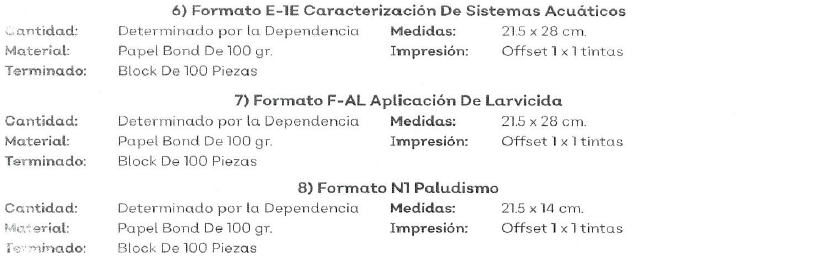 6) Formato E-1E Caracterización De Sistemas Acuáticos
Cantidad: Determinado por la Dependencia Medidas: 21.5 x 28 cm.
Material: Papel Bond De 100 gr. Impresión: Offset 1 x 1 tintas
Terminado: Block De 100 Piezas
7) Formato F-AL Aplicación De Larvicida
Cantidad: Determinado por la Dependencia Medidas: 21.5 x 28 cm.
Material: Papel Bond De 100 gr. Impresión: Offset 1 x 1 tintas
Terminado: Block De 100 Piezas
8) Formato N1 Paludismo
Cantidad: Determinado por la Dependencia Medidas: 21.5 x 14 cm.
Material: Papel Bond De 100 gr. Impresión: Offset 1 x 1 tintas
Terminado: Block De 100 Piezas